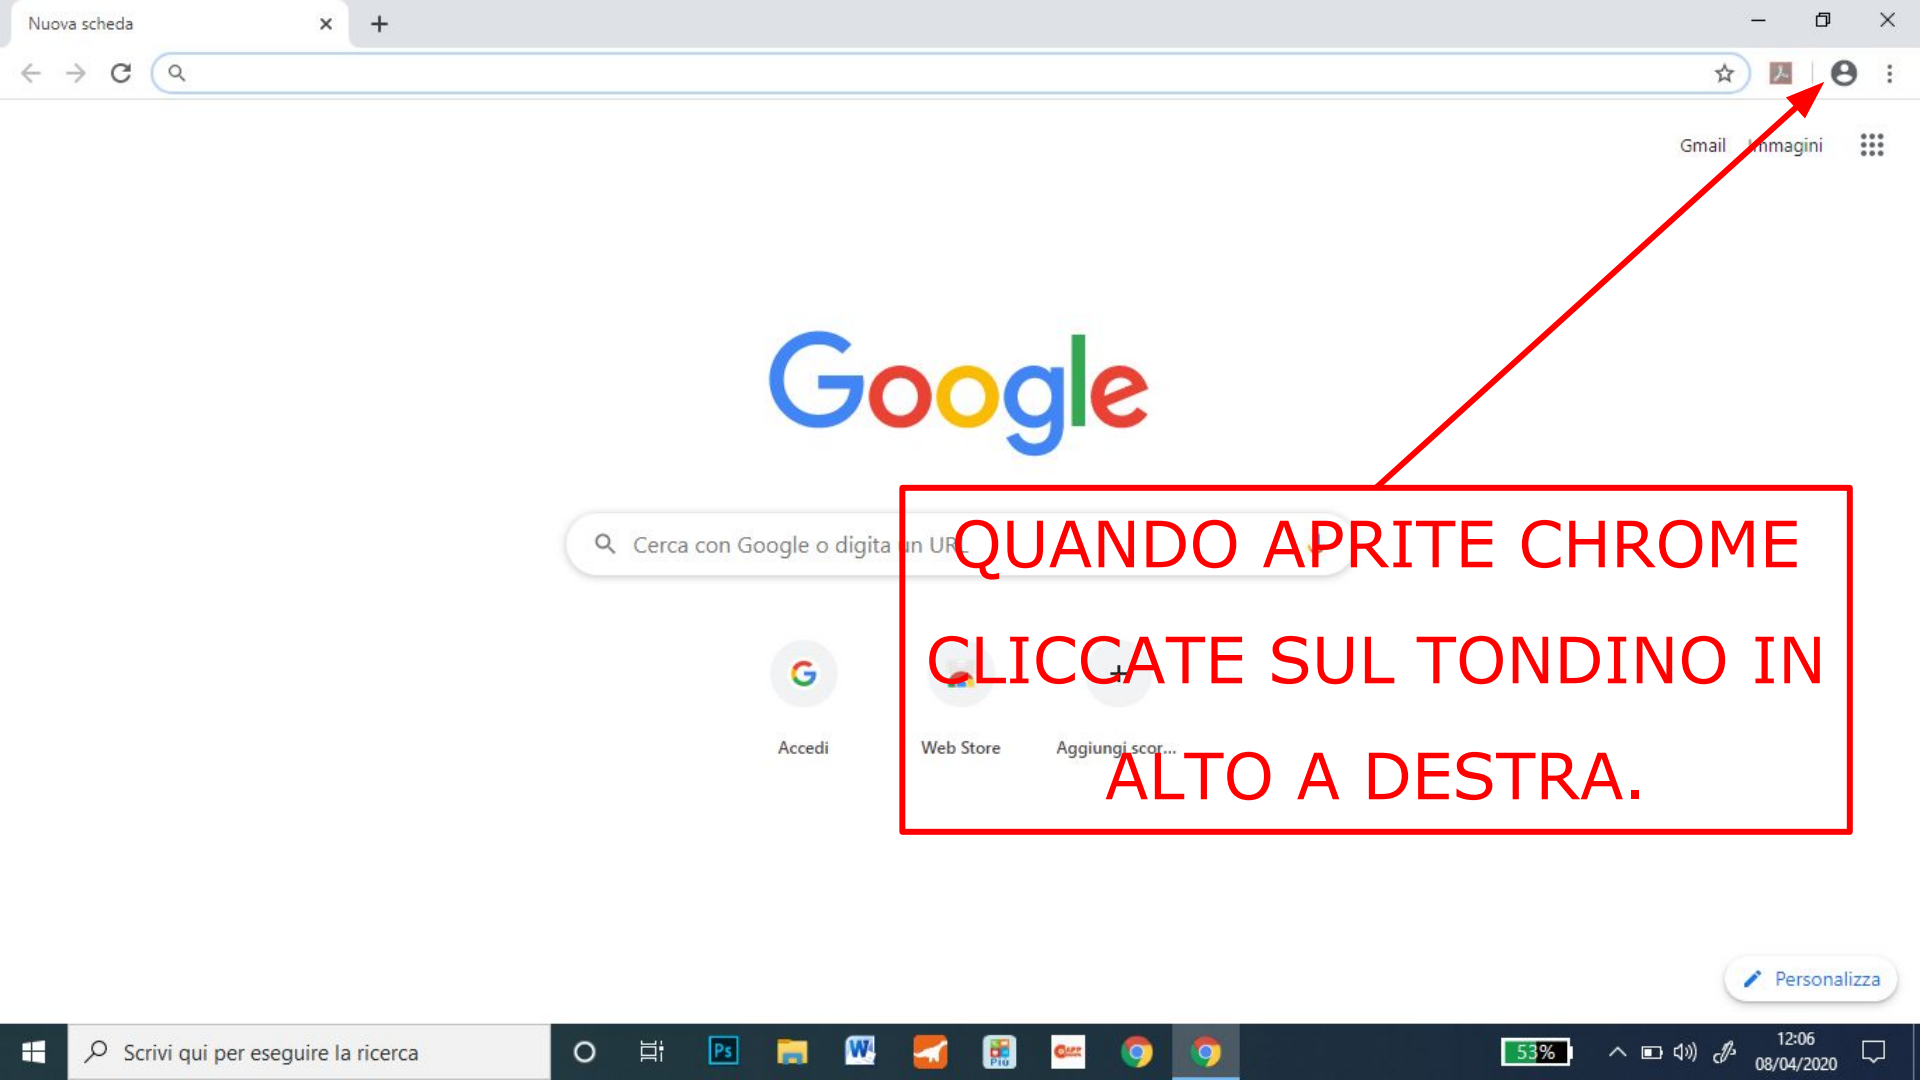 Nuova scheda
Gmail Immagini
Google
Cerca con Google o digita un URL
QUANDO APRITE CHROME
CLICCATE SUL TONDINO IN
ALTO A DESTRA.
Accedi
Web Store
Aggiungi scor...
Personalizza
Scrivi qui per eseguire la ricerca
Ps
W
PIÙ
53%
12:06
08/04/2020